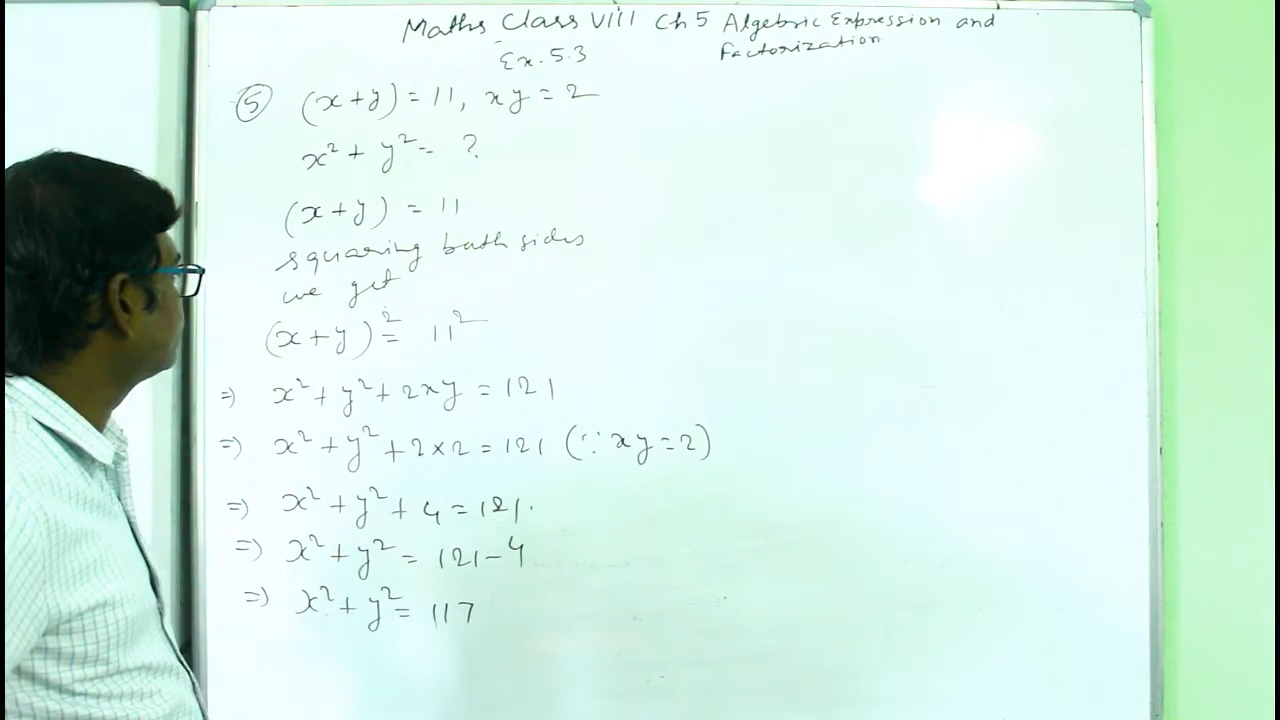 Maths Class VIII Ch 5 Algebric Expression and
Factorization
Ex. 5.3
⑤ (x+y) = 11, xy = 2
x² + y² = ?
(x+y) = 11
squaring both sides
we get
(x+y)² = 11²
⇒ x² + y² + 2xy = 121
⇒ x² + y² + 2×2 = 121 (∵ xy = 2)
⇒ x² + y² + 4 = 121.
⇒ x² + y² = 121 - 4
⇒ x² + y² = 117